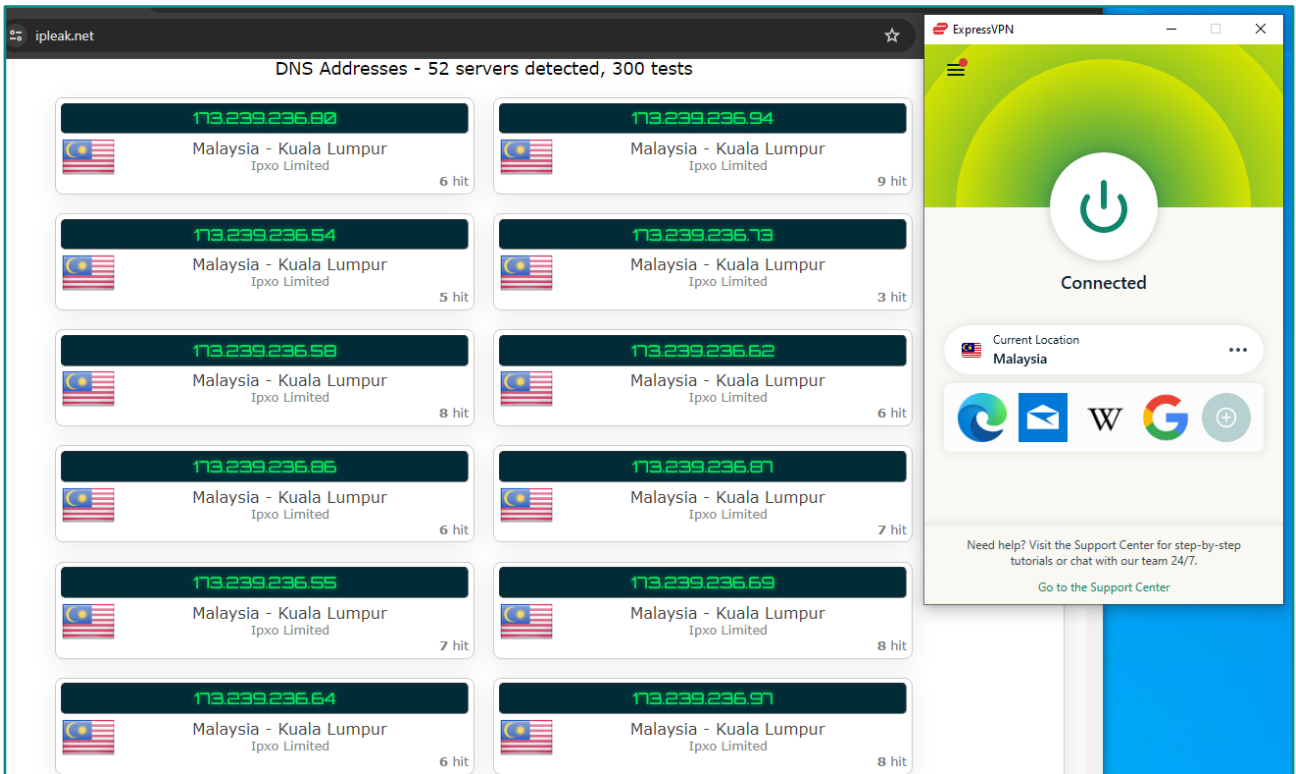 ipleak.net
DNS Addresses - 52 servers detected, 300 tests
173.239.236.80
Malaysia - Kuala Lumpur
Ipxo Limited
6 hit
173.239.236.94
Malaysia - Kuala Lumpur
Ipxo Limited
9 hit
173.239.236.54
Malaysia - Kuala Lumpur
Ipxo Limited
5 hit
173.239.236.73
Malaysia - Kuala Lumpur
Ipxo Limited
3 hit
173.239.236.58
Malaysia - Kuala Lumpur
Ipxo Limited
8 hit
173.239.236.62
Malaysia - Kuala Lumpur
Ipxo Limited
6 hit
173.239.236.86
Malaysia - Kuala Lumpur
Ipxo Limited
6 hit
173.239.236.87
Malaysia - Kuala Lumpur
Ipxo Limited
7 hit
173.239.236.55
Malaysia - Kuala Lumpur
Ipxo Limited
7 hit
173.239.236.69
Malaysia - Kuala Lumpur
Ipxo Limited
8 hit
173.239.236.64
Malaysia - Kuala Lumpur
Ipxo Limited
6 hit
173.239.236.97
Malaysia - Kuala Lumpur
Ipxo Limited
8 hit
ExpressVPN
Connected
Current Location
Malaysia
W
G
Need help? Visit the Support Center for step-by-step
tutorials or chat with our team 24/7.
Go to the Support Center